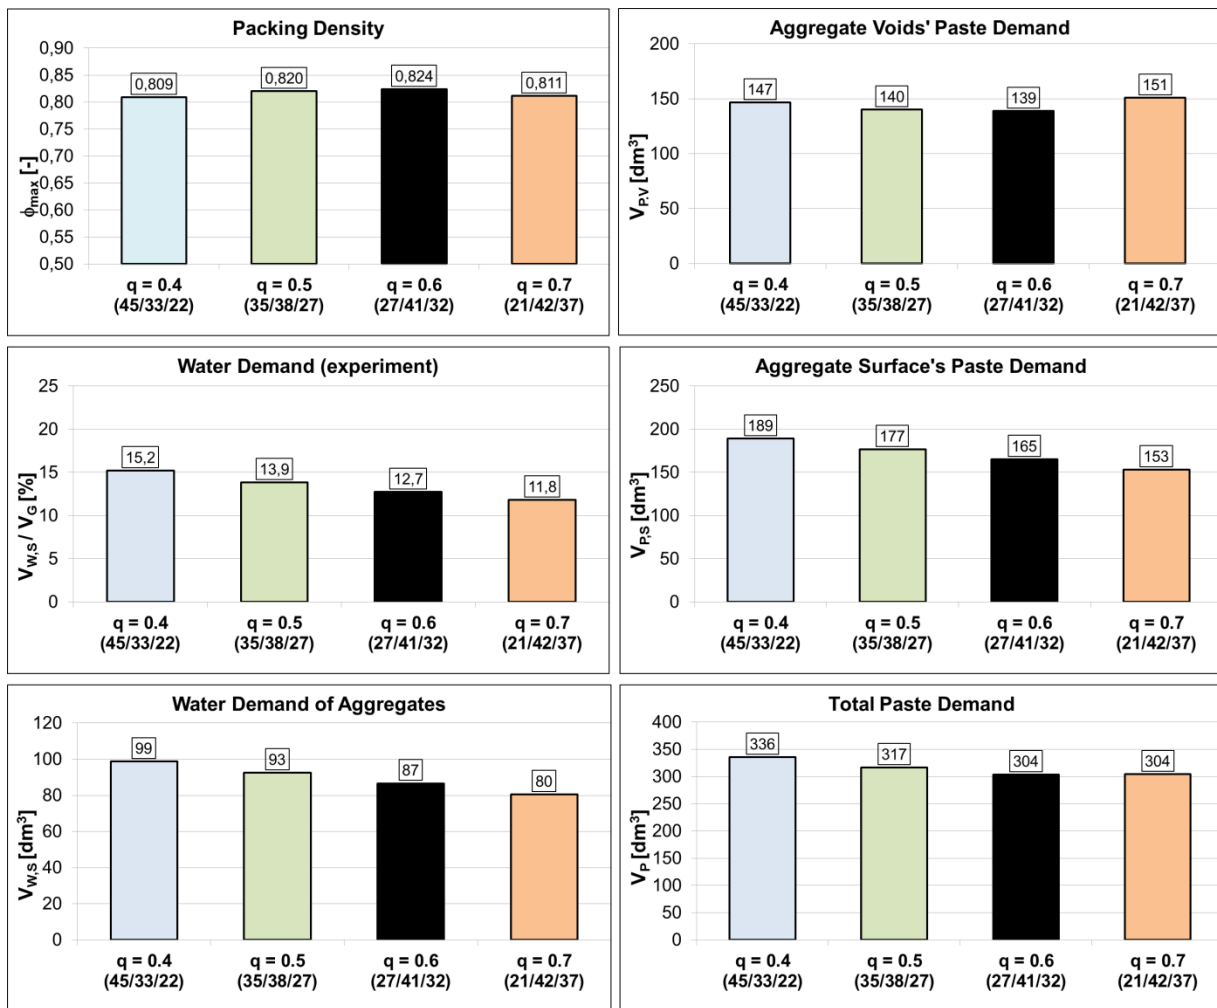 Packing Density
ϕmax [-]
0,90
0,85
0,80
0,75
0,70
0,65
0,60
0,55
0,50
0,809
0,820
0,824
0,811
q = 0.4 q = 0.5 q = 0.6 q = 0.7
(45/33/22) (35/38/27) (27/41/32) (21/42/37)
Aggregate Voids' Paste Demand
VP.V [dm³]
200
150
100
50
0
147
140
139
151
q = 0.4 q = 0.5 q = 0.6 q = 0.7
(45/33/22) (35/38/27) (27/41/32) (21/42/37)
Water Demand (experiment)
VW,S / VG [%]
25
20
15
10
5
0
15,2
13,9
12,7
11,8
q = 0.4 q = 0.5 q = 0.6 q = 0.7
(45/33/22) (35/38/27) (27/41/32) (21/42/37)
Aggregate Surface's Paste Demand
VP,S [dm³]
250
200
150
100
50
0
189
177
165
153
q = 0.4 q = 0.5 q = 0.6 q = 0.7
(45/33/22) (35/38/27) (27/41/32) (21/42/37)
Water Demand of Aggregates
VW,S [dm³]
120
100
80
60
40
20
0
99
93
87
80
q = 0.4 q = 0.5 q = 0.6 q = 0.7
(45/33/22) (35/38/27) (27/41/32) (21/42/37)
Total Paste Demand
VP [dm³]
400
350
300
250
200
150
100
50
0
336
317
304
304
q = 0.4 q = 0.5 q = 0.6 q = 0.7
(45/33/22) (35/38/27) (27/41/32) (21/42/37)